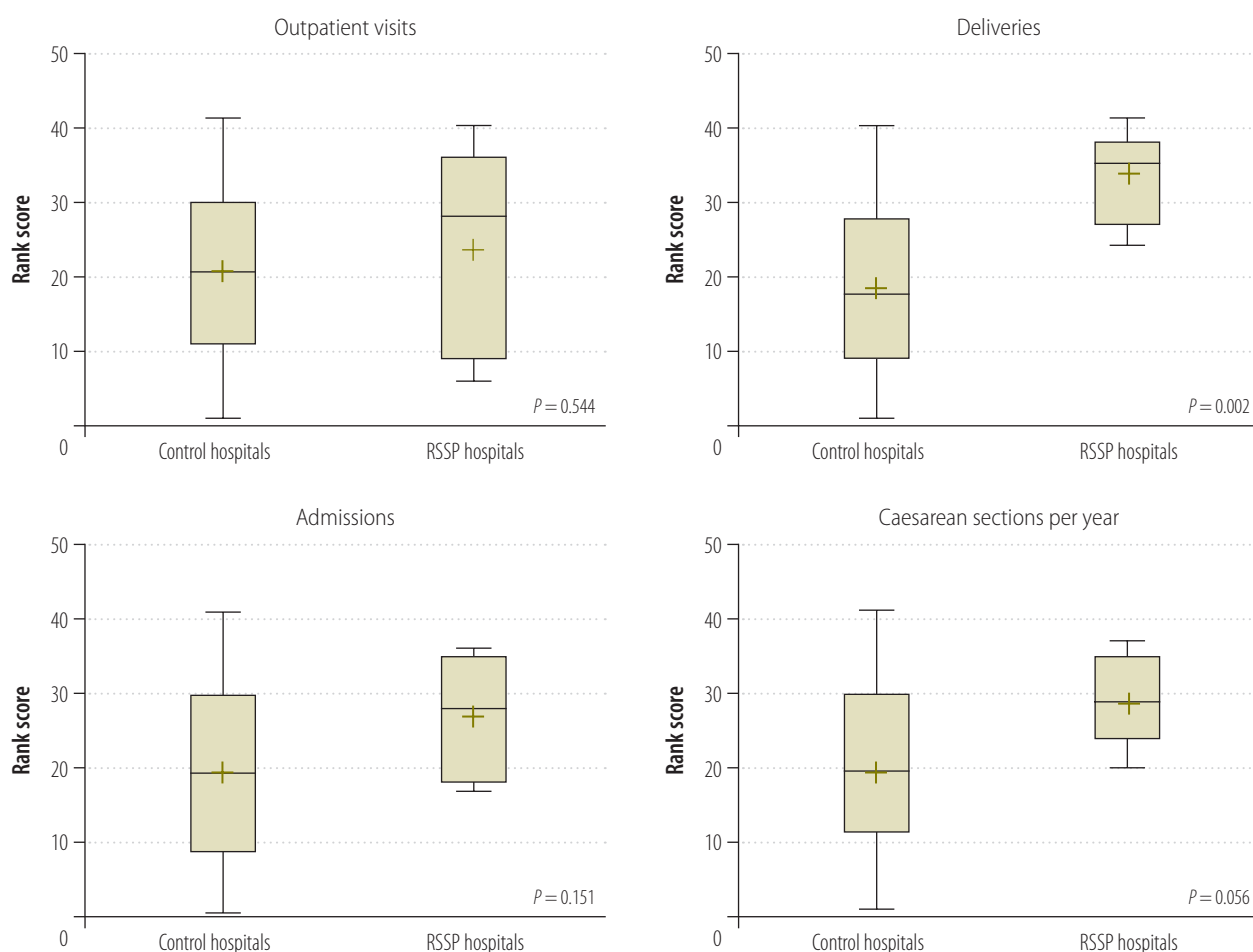 Outpatient visits
50
40
30
20
10
0
Rank score
Control hospitals
RSSP hospitals
P = 0.544
Deliveries
50
40
30
20
10
0
Rank score
Control hospitals
RSSP hospitals
P = 0.002
Admissions
50
40
30
20
10
0
Rank score
Control hospitals
RSSP hospitals
P = 0.151
Caesarean sections per year
50
40
30
20
10
0
Rank score
Control hospitals
RSSP hospitals
P = 0.056